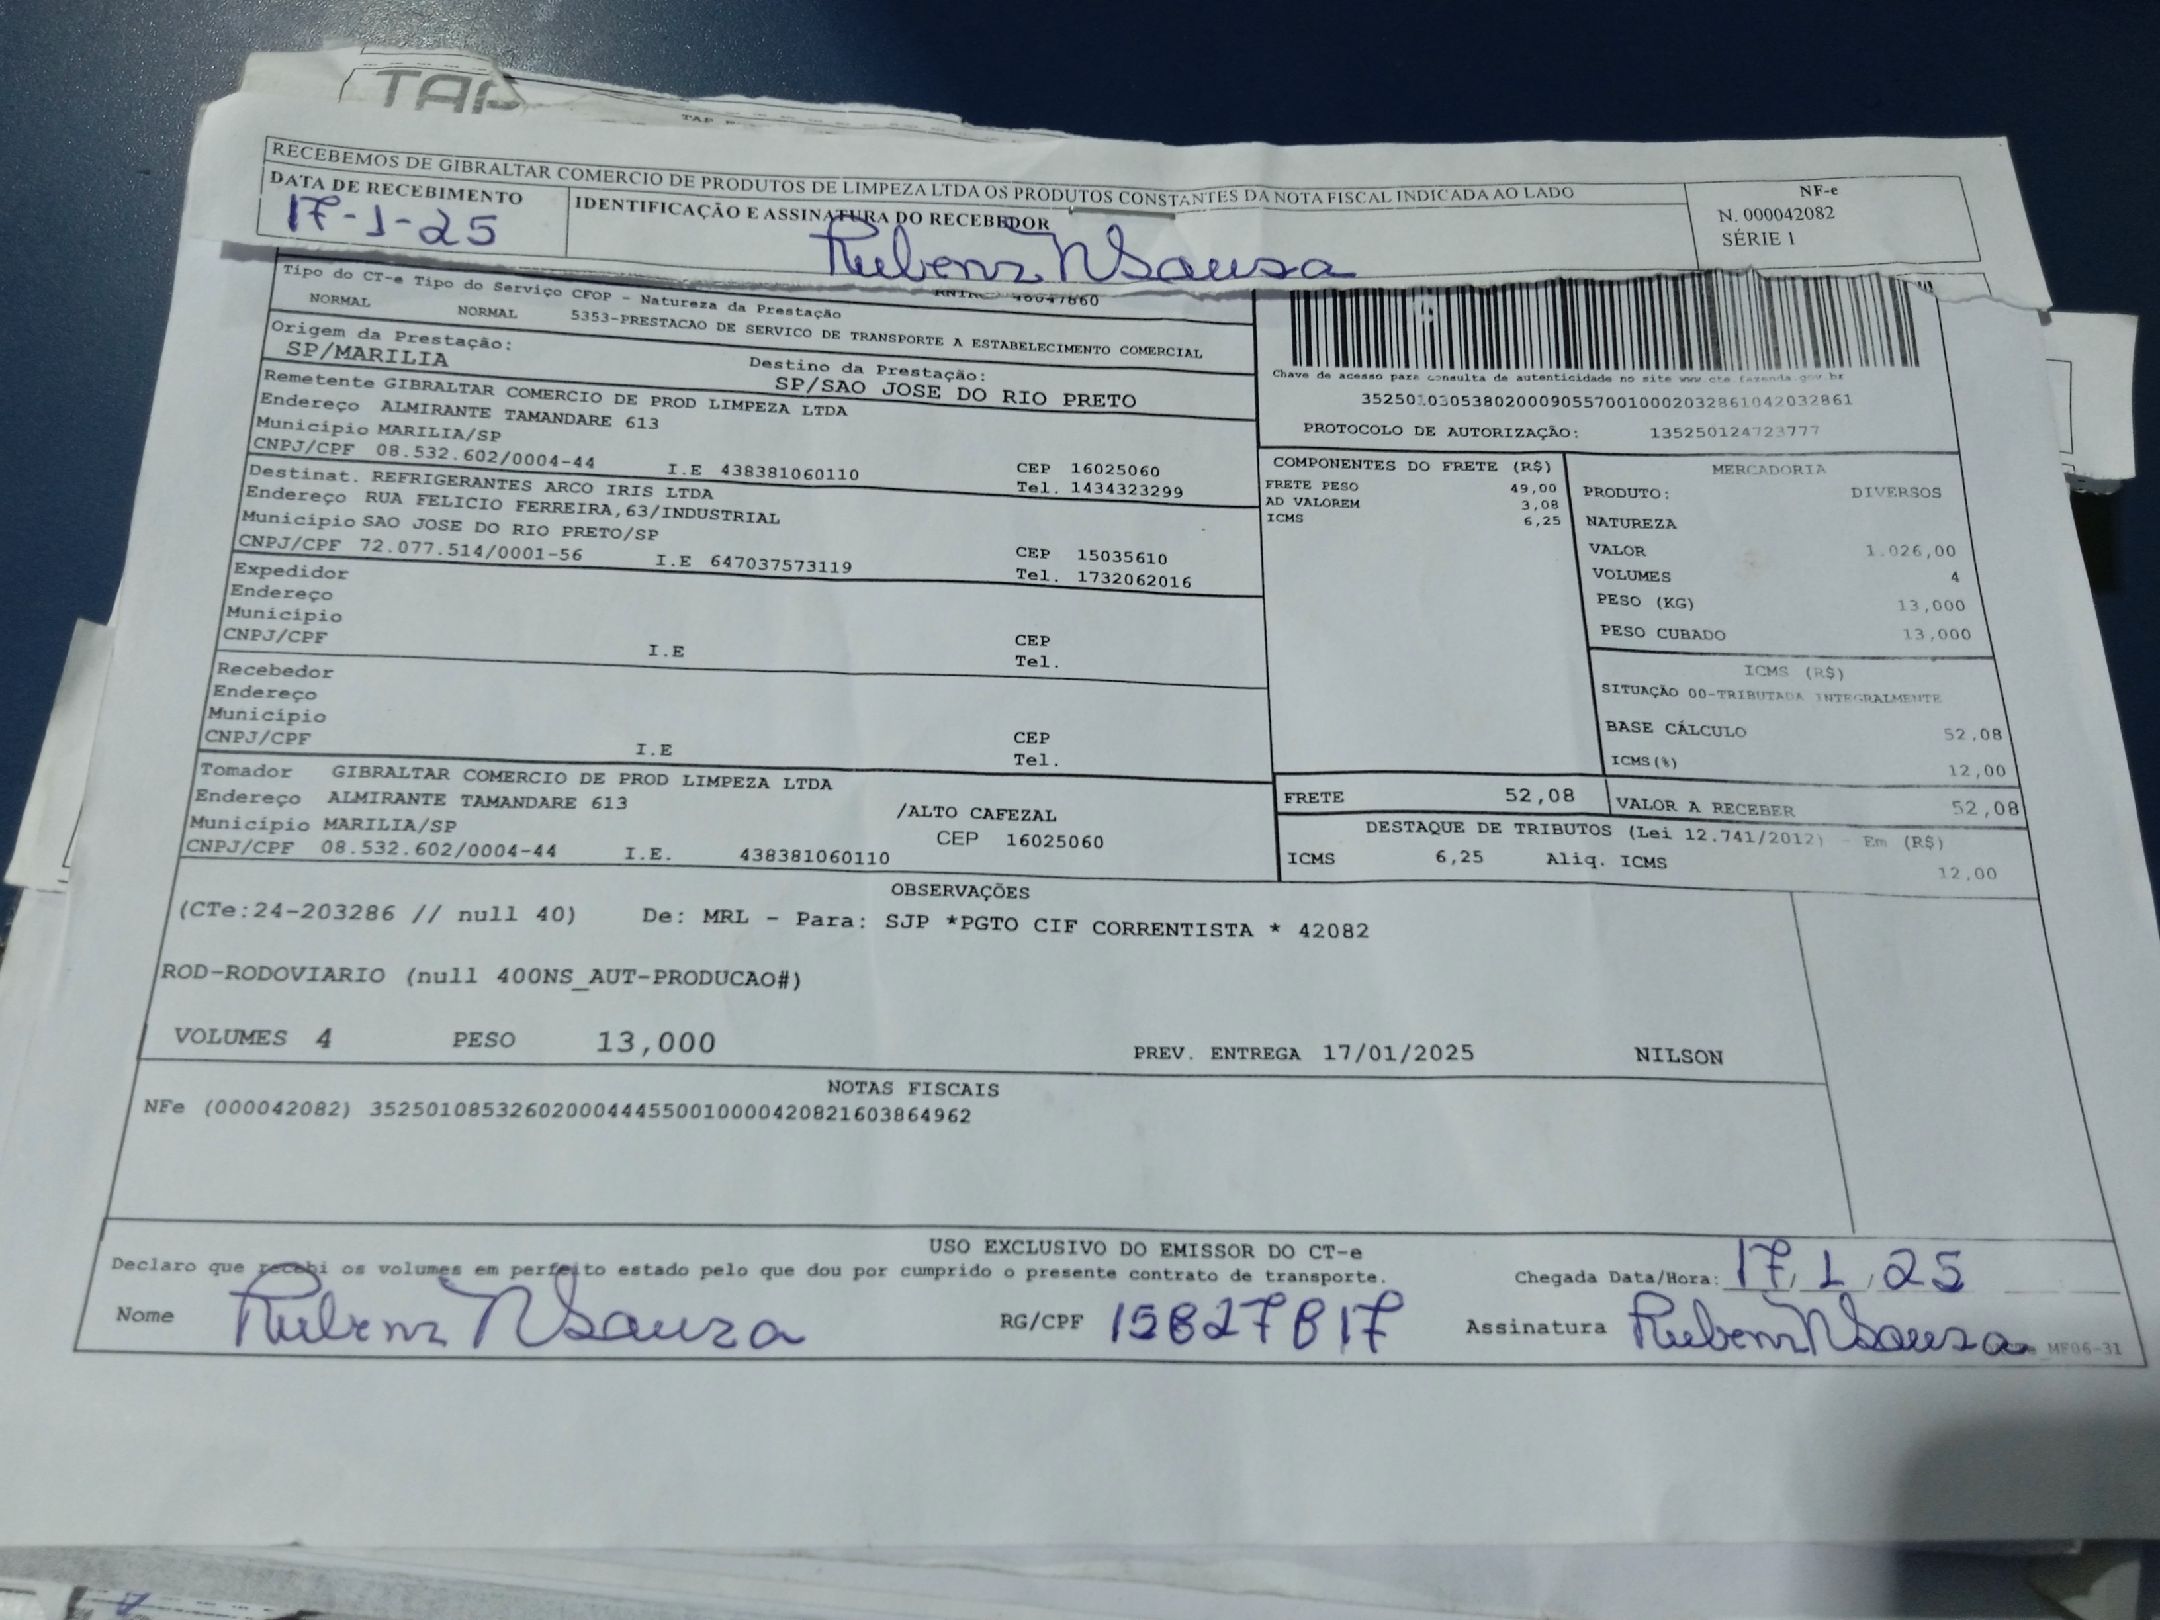 TAP
RECEBEMOS DE GIBRALTAR COMERCIO DE PRODUTOS DE LIMPEZA LTDA OS PRODUTOS CONSTANTES DA NOTA FISCAL INDICADA AO LADO
DATA DE RECEBIMENTO
17-1-25
IDENTIFICAÇÃO E ASSINATURA DO RECEBEDOR
Rubens N Sousa
NF-e
N. 000042082
SÉRIE 1
Tipo do CT-e Tipo do Serviço CFOP - Natureza da Prestação
NORMAL NORMAL 5353-PRESTACAO DE SERVICO DE TRANSPORTE A ESTABELECIMENTO COMERCIAL
Origem da Prestação: Destino da Prestação:
SP/MARILIA SP/SAO JOSE DO RIO PRETO
Remetente GIBRALTAR COMERCIO DE PROD LIMPEZA LTDA
Endereço ALMIRANTE TAMANDARE 613
Município MARILIA/SP CEP 16025060
CNPJ/CPF 08.532.602/0004-44 I.E 438381060110 Tel. 1434323299
Destinat. REFRIGERANTES ARCO IRIS LTDA
Endereço RUA FELICIO FERREIRA,63/INDUSTRIAL
Município SAO JOSE DO RIO PRETO/SP CEP 15035610
CNPJ/CPF 72.077.514/0001-56 I.E 647037573119 Tel. 1732062016
Expedidor
Endereço
Município CEP
CNPJ/CPF I.E Tel.
Recebedor
Endereço
Município CEP
CNPJ/CPF I.E Tel.
Tomador GIBRALTAR COMERCIO DE PROD LIMPEZA LTDA
Endereço ALMIRANTE TAMANDARE 613 /ALTO CAFEZAL
Município MARILIA/SP CEP 16025060
CNPJ/CPF 08.532.602/0004-44 I.E. 438381060110
Chave de acesso para consulta de autenticidade no site www.cte.fazenda.gov.br
35250103053802000905570010002032861042032861
PROTOCOLO DE AUTORIZAÇÃO: 135250124723777
COMPONENTES DO FRETE (R$)
FRETE PESO 49,00
AD VALOREM 3,08
ICMS 6,25
MERCADORIA
PRODUTO: DIVERSOS
NATUREZA
VALOR 1.026,00
VOLUMES 4
PESO (KG) 13,000
PESO CUBADO 13,000
ICMS (R$)
SITUAÇÃO 00-TRIBUTADA INTEGRALMENTE
BASE CÁLCULO 52,08
ICMS(%) 12,00
FRETE 52,08 VALOR A RECEBER 52,08
DESTAQUE DE TRIBUTOS (Lei 12.741/2012) - Em (R$)
ICMS 6,25 Aliq. ICMS 12,00
OBSERVAÇÕES
(CTe:24-203286 // null 40) De: MRL - Para: SJP *PGTO CIF CORRENTISTA * 42082
ROD-RODOVIARIO (null 400NS_AUT-PRODUCAO#)
VOLUMES 4 PESO 13,000 PREV. ENTREGA 17/01/2025 NILSON
NOTAS FISCAIS
NFe (000042082) 35250108532602000444550010000420821603864962
USO EXCLUSIVO DO EMISSOR DO CT-e
Declaro que recebi os volumes em perfeito estado pelo que dou por cumprido o presente contrato de transporte. Chegada Data/Hora: 17/1/25
Nome Rubens N Souza RG/CPF 15827817 Assinatura Rubens N Sousa MF06-31